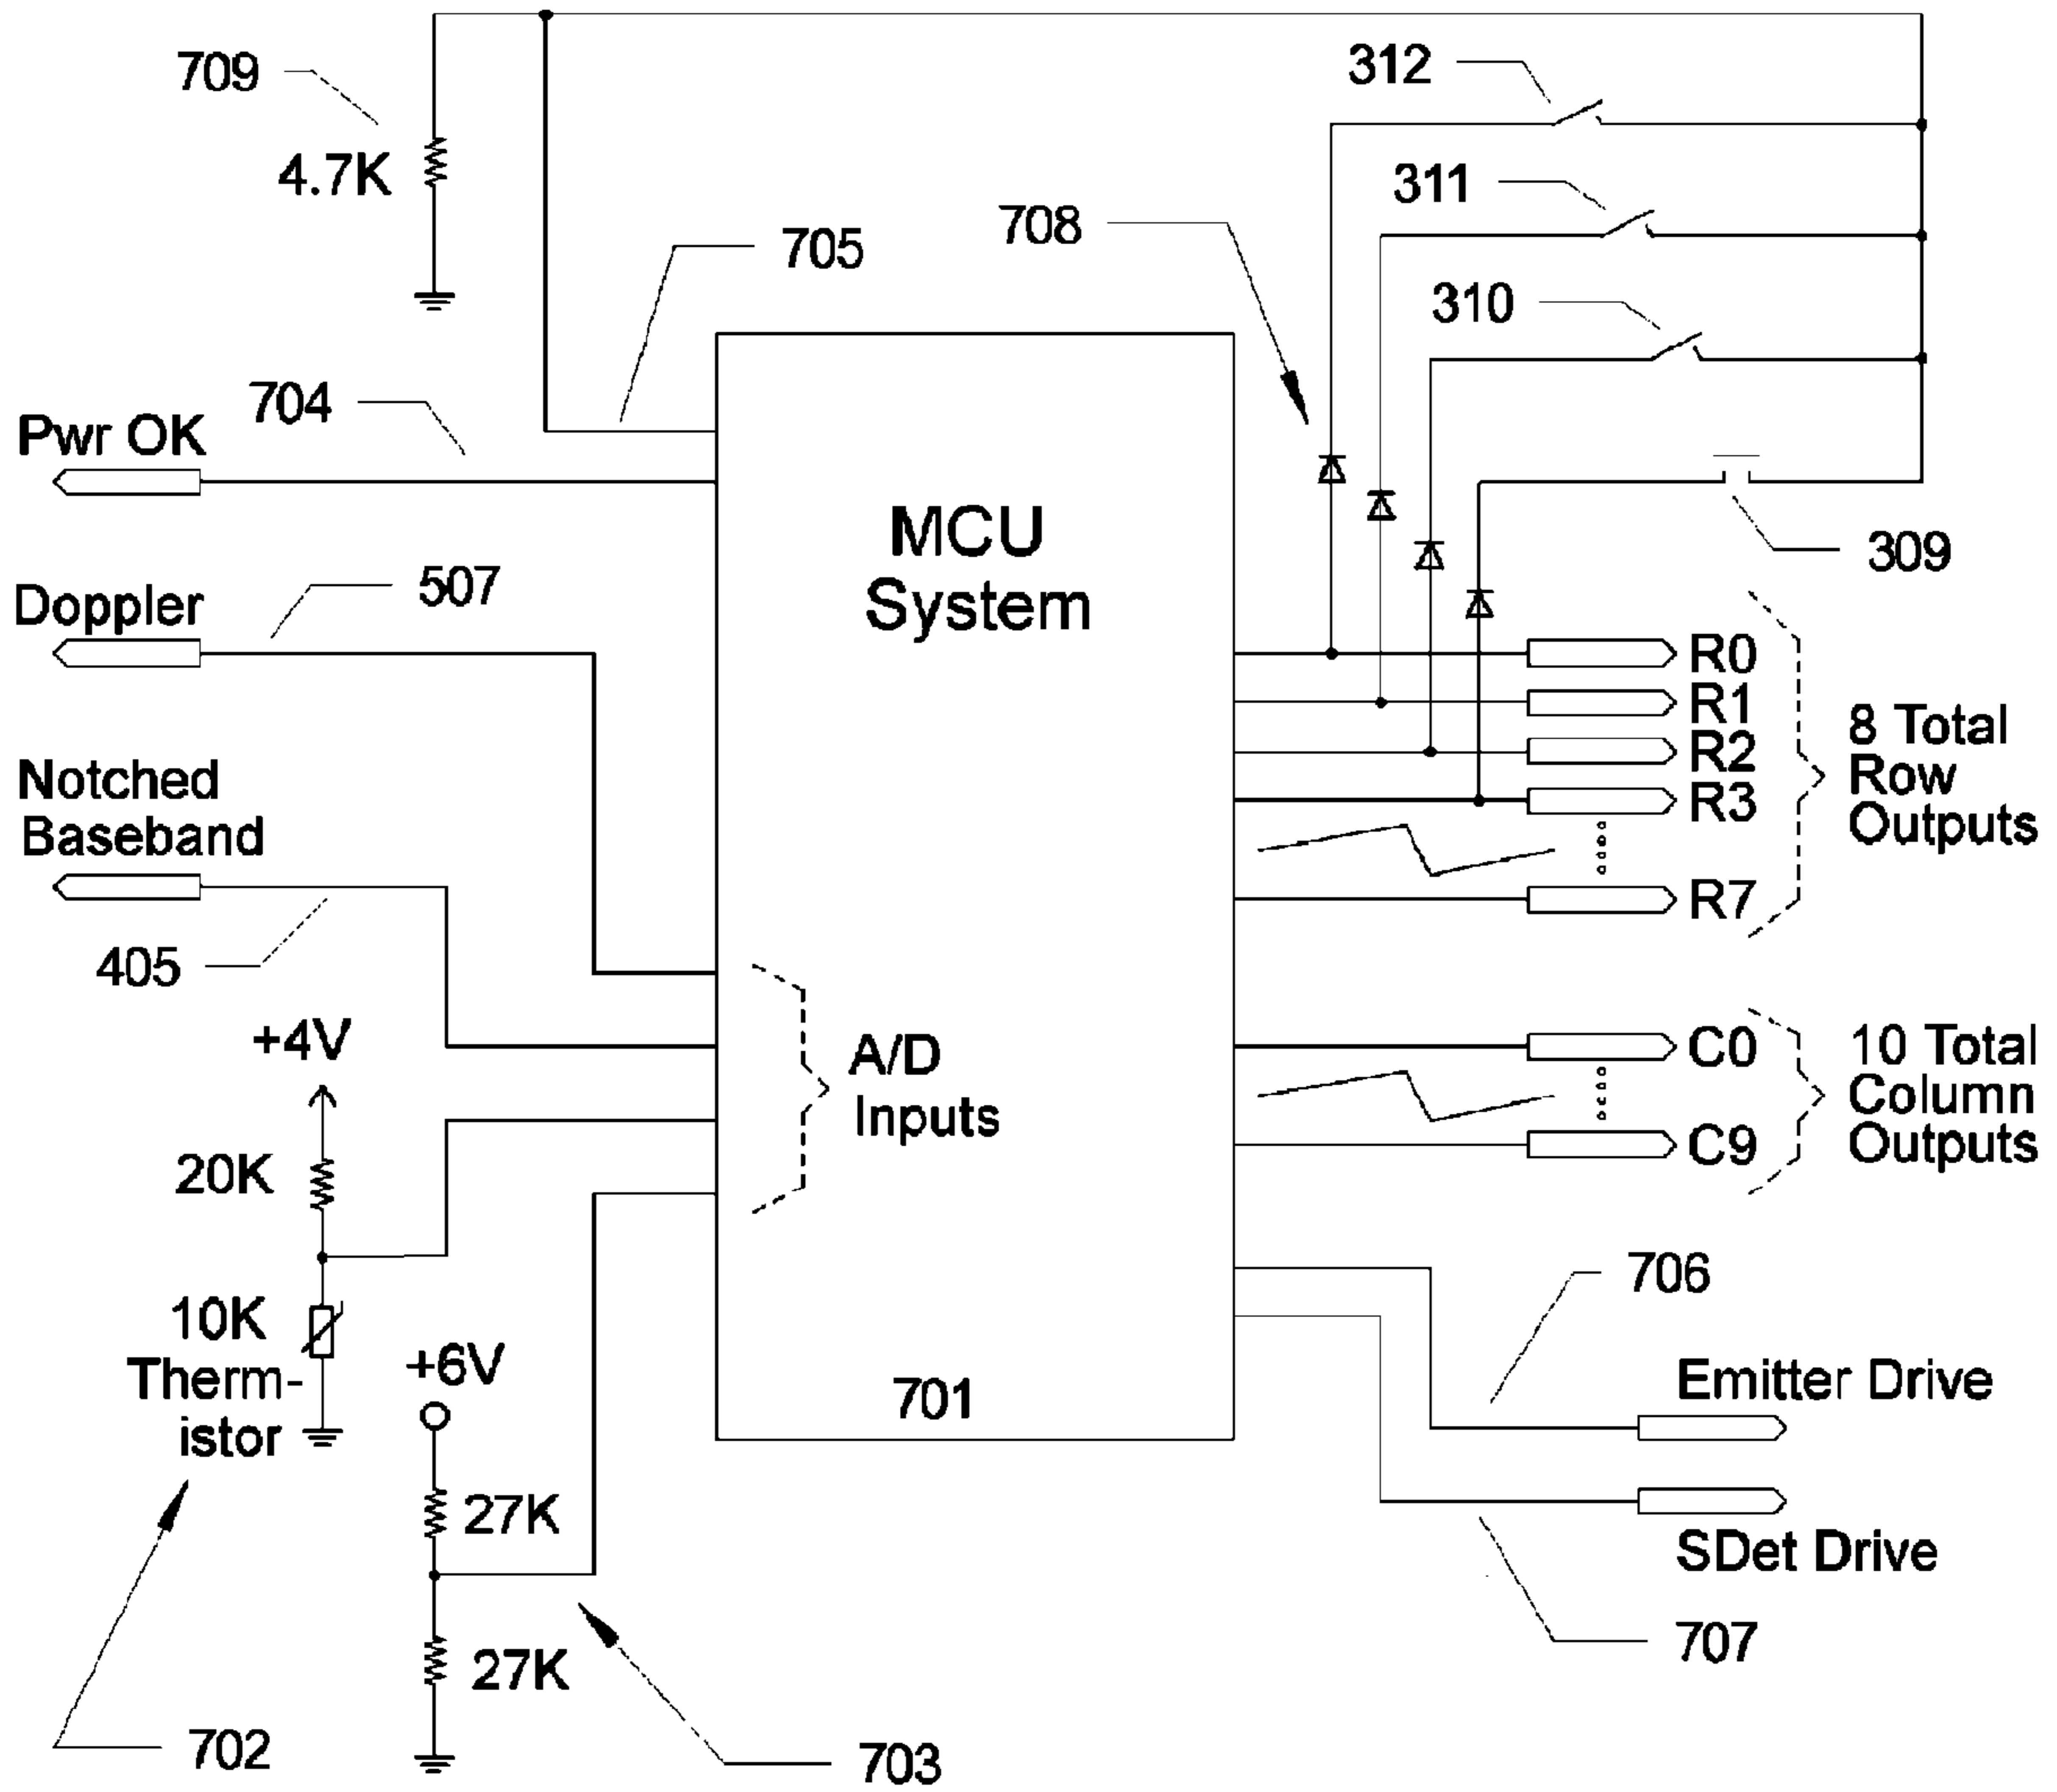 709
4.7K
705
704
Pwr OK
Doppler
507
Notched
Baseband
405
+4V
20K
10K
Therm-
istor
702
+6V
27K
27K
703
MCU
System
A/D
Inputs
701
708
312
311
310
309
R0
R1
R2
R3
R7
8 Total
Row
Outputs
C0
C9
10 Total
Column
Outputs
706
Emitter Drive
SDet Drive
707